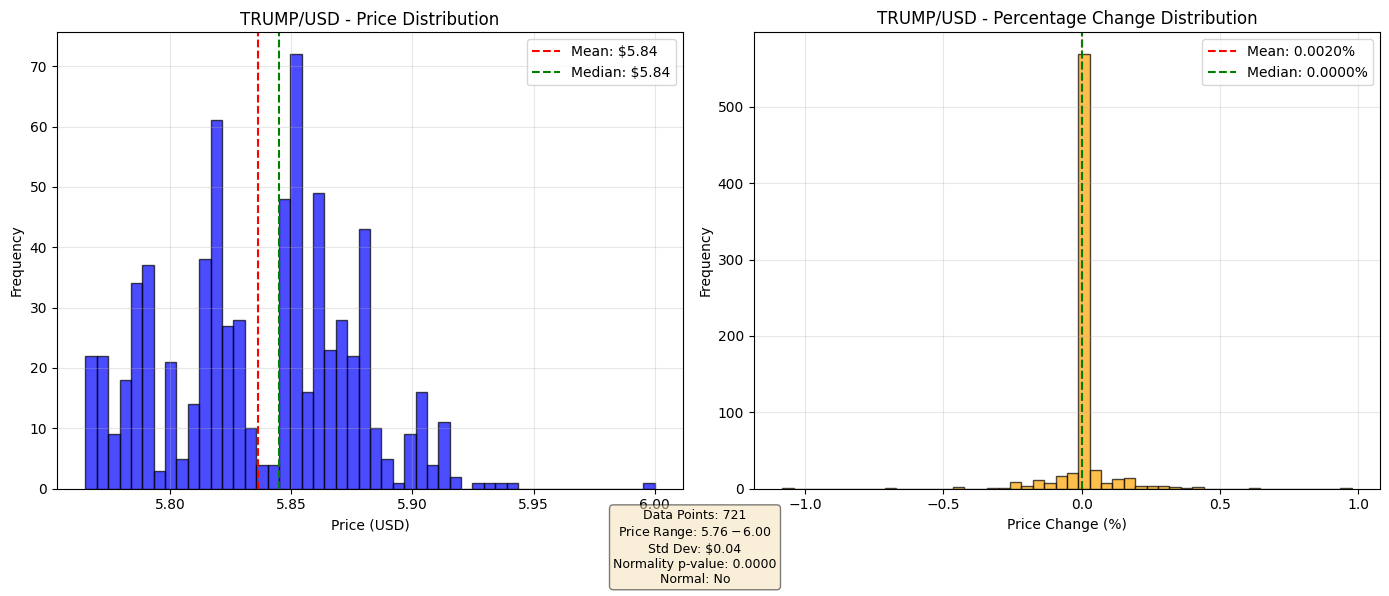 TRUMP/USD - Price Distribution
Mean: $5.84
Median: $5.84
70
60
50
40
30
20
10
0
Frequency
5.80
5.85
5.90
5.95
6.00
Price (USD)
TRUMP/USD - Percentage Change Distribution
Mean: 0.0020%
Median: 0.0000%
500
400
300
200
100
0
Frequency
−1.0
−0.5
0.0
0.5
1.0
Price Change (%)
Data Points: 721
Price Range: 5.76 − 6.00
Std Dev: $0.04
Normality p-value: 0.0000
Normal: No